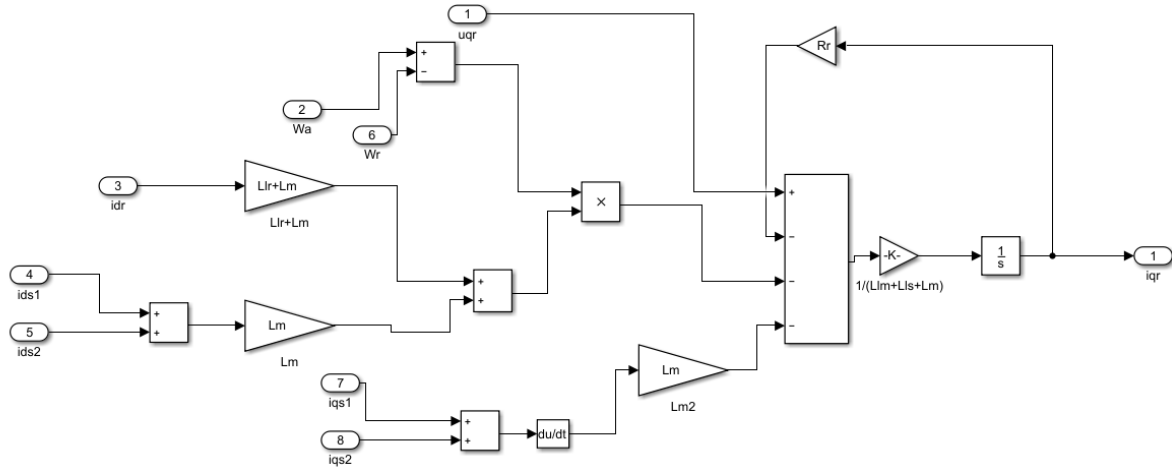 1
uqr
+
−
2
Wa
6
Wr
Rr
3
idr
Llr+Lm
Llr+Lm
×
+
−
−
−
-K-
1/(Llm+Lls+Lm)
1
s
1
iqr
4
ids1
5
ids2
+
+
Lm
Lm
+
+
7
iqs1
8
iqs2
+
+
du/dt
Lm
Lm2